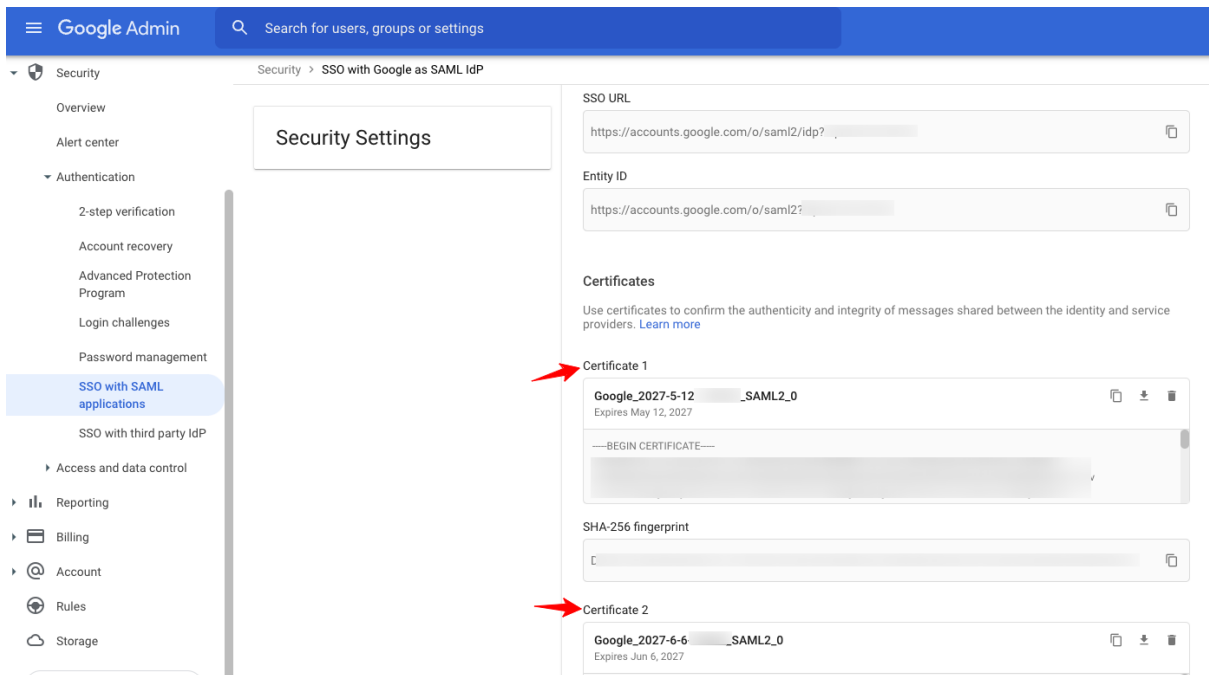 Google Admin
Search for users, groups or settings
Security
Overview
Alert center
Authentication
2-step verification
Account recovery
Advanced Protection
Program
Login challenges
Password management
SSO with SAML
applications
SSO with third party IdP
Access and data control
Reporting
Billing
Account
Rules
Storage
Security > SSO with Google as SAML IdP
Security Settings
SSO URL
https://accounts.google.com/o/saml2/idp?
Entity ID
https://accounts.google.com/o/saml2?
Certificates
Use certificates to confirm the authenticity and integrity of messages shared between the identity and service
providers. Learn more
Certificate 1
Google_2027-5-12 _SAML2_0
Expires May 12, 2027
-----BEGIN CERTIFICATE-----
SHA-256 fingerprint
Certificate 2
Google_2027-6-6- _SAML2_0
Expires Jun 6, 2027